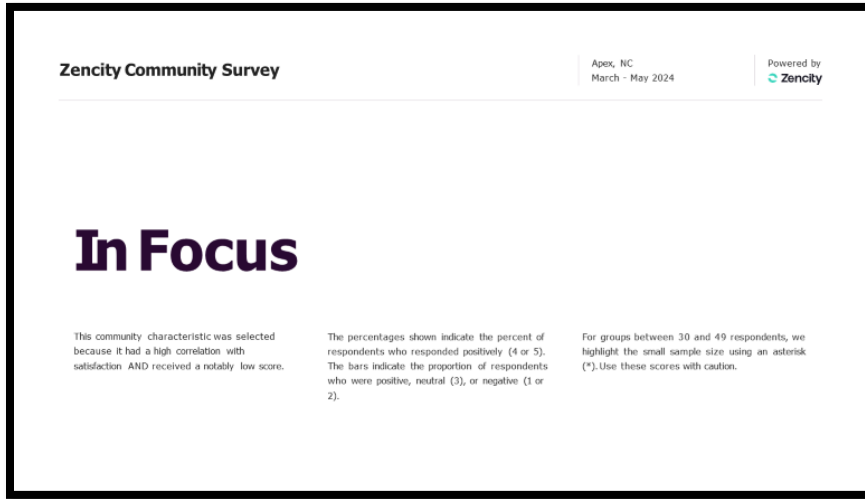 Zencity Community Survey
Apex, NC
March - May 2024
Powered by
Zencity
In Focus
This community characteristic was selected
because it had a high correlation with
satisfaction AND received a notably low score.
The percentages shown indicate the percent of
respondents who responded positively (4 or 5).
The bars indicate the proportion of respondents
who were positive, neutral (3), or negative (1 or
2).
For groups between 30 and 49 respondents, we
highlight the small sample size using an asterisk
(*). Use these scores with caution.